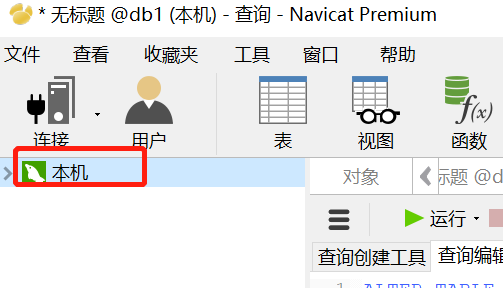 * 无标题 @db1 (本机) - 查询 - Navicat Premium
文件 查看 收藏夹 工具 窗口 帮助
f(x)
连接 用户 表 视图 函数
本机
对象 标题 @d
运行
查询创建工具 查询编辑
1 ALTER TABLE